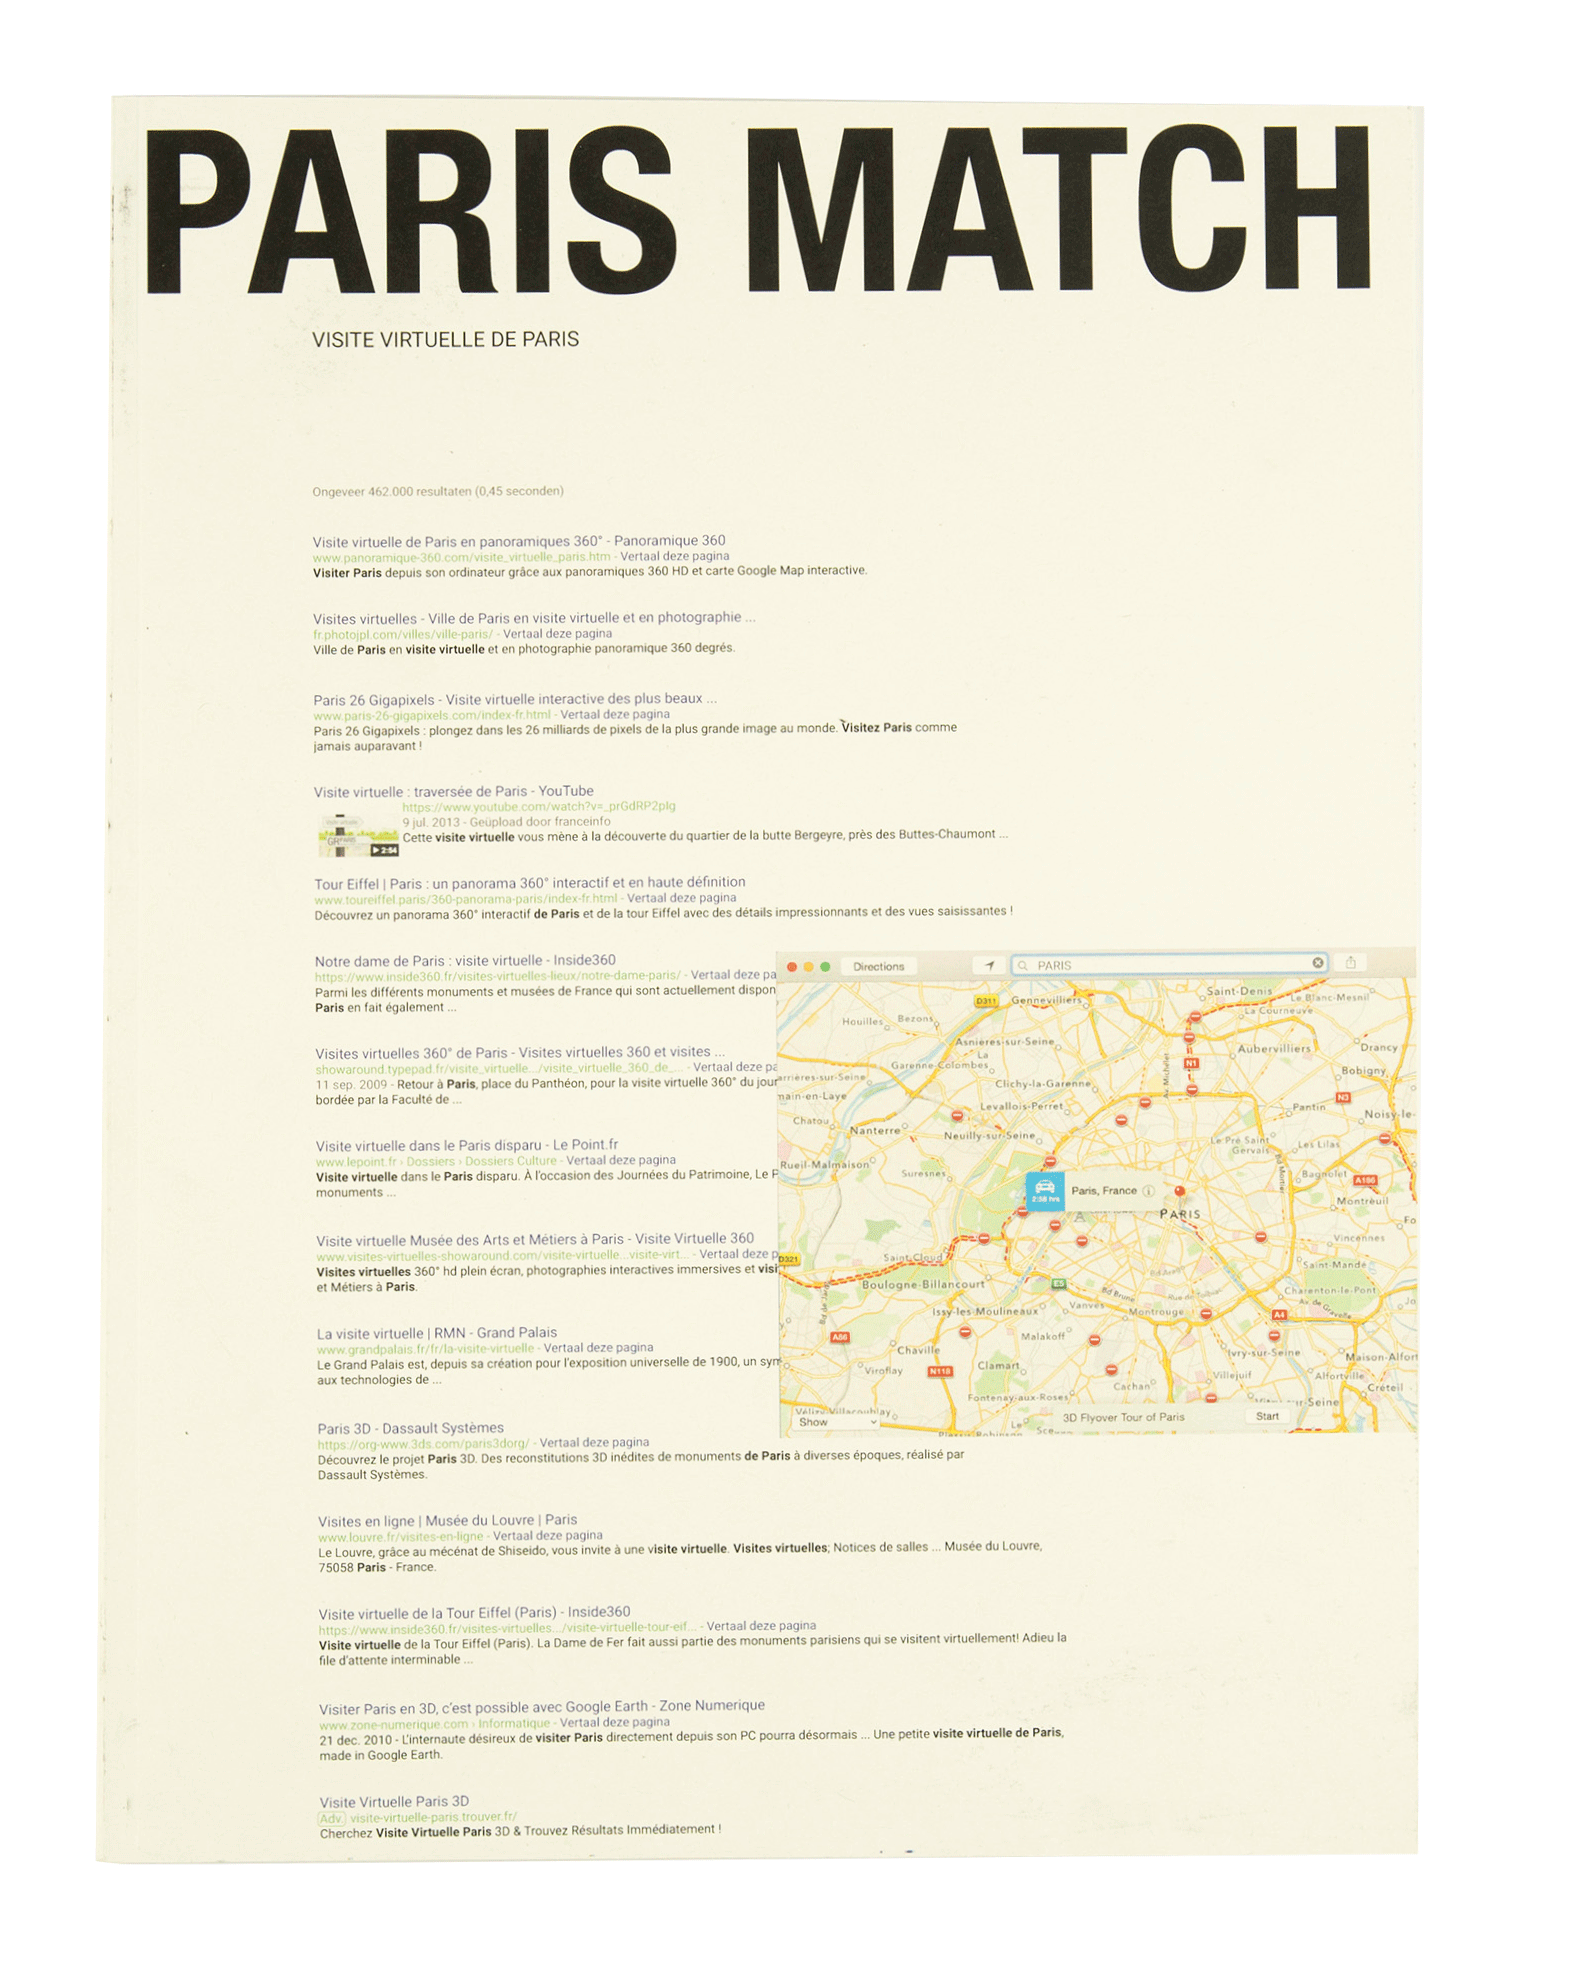 PARIS MATCH
VISITE VIRTUELLE DE PARIS
Ongeveer 462.000 resultaten (0,45 seconden)
Visite virtuelle de Paris en panoramiques 360° - Panoramique 360
www.panoramique-360.com/visite_virtuelle_paris.htm - Vertaal deze pagina
Visiter Paris depuis son ordinateur grâce aux panoramiques 360 HD et carte Google Map interactive.
Visites virtuelles - Ville de Paris en visite virtuelle et en photographie ...
fr.photojpl.com/villes/ville-paris/ - Vertaal deze pagina
Ville de Paris en visite virtuelle et en photographie panoramique 360 degrés.
Paris 26 Gigapixels - Visite virtuelle interactive des plus beaux ...
www.paris-26-gigapixels.com/index-fr.html - Vertaal deze pagina
Paris 26 Gigapixels : plongez dans les 26 milliards de pixels de la plus grande image au monde. Visitez Paris comme
jamais auparavant !
Visite virtuelle : traversée de Paris - YouTube
https://www.youtube.com/watch?v=_prGdRP2pIg
9 jul. 2013 - Geüpload door franceinfo
Cette visite virtuelle vous mène à la découverte du quartier de la butte Bergeyre, près des Buttes-Chaumont ...
2:54
Tour Eiffel | Paris : un panorama 360° interactif et en haute définition
www.toureiffel.paris/360-panorama-paris/index-fr.html - Vertaal deze pagina
Découvrez un panorama 360° interactif de Paris et de la tour Eiffel avec des détails impressionnants et des vues saisissantes !
Notre dame de Paris : visite virtuelle - Inside360
https://www.inside360.fr/visites-virtuelles-lieux/notre-dame-paris/ - Vertaal deze pa
Parmi les différents monuments et musées de France qui sont actuellement dispon
Paris en fait également ...
Visites virtuelles 360° de Paris - Visites virtuelles 360 et visites ...
showaround.typepad.fr/visite_virtuelle.../visite_virtuelle_360_de_... - Vertaal deze pa
11 sep. 2009 - Retour à Paris, place du Panthéon, pour la visite virtuelle 360° du jour
bordée par la Faculté de ...
Visite virtuelle dans le Paris disparu - Le Point.fr
www.lepoint.fr › Dossiers › Dossiers Culture - Vertaal deze pagina
Visite virtuelle dans le Paris disparu. À l'occasion des Journées du Patrimoine, Le P
monuments ...
Visite virtuelle Musée des Arts et Métiers à Paris - Visite Virtuelle 360
www.visites-virtuelles-showaround.com/visite-virtuelle...visite-virt... - Vertaal deze p
Visites virtuelles 360° hd plein écran, photographies interactives immersives et visi
et Métiers à Paris.
La visite virtuelle | RMN - Grand Palais
www.grandpalais.fr/fr/la-visite-virtuelle - Vertaal deze pagina
Le Grand Palais est, depuis sa création pour l'exposition universelle de 1900, un sym
aux technologies de ...
Paris 3D - Dassault Systèmes
https://org-www.3ds.com/paris3dorg/ - Vertaal deze pagina
Découvrez le projet Paris 3D. Des reconstitutions 3D inédites de monuments de Paris à diverses époques, réalisé par
Dassault Systèmes.
Visites en ligne | Musée du Louvre | Paris
www.louvre.fr/visites-en-ligne - Vertaal deze pagina
Le Louvre, grâce au mécénat de Shiseido, vous invite à une visite virtuelle. Visites virtuelles; Notices de salles ... Musée du Louvre,
75058 Paris - France.
Visite virtuelle de la Tour Eiffel (Paris) - Inside360
https://www.inside360.fr/visites-virtuelles.../visite-virtuelle-tour-eif... - Vertaal deze pagina
Visite virtuelle de la Tour Eiffel (Paris). La Dame de Fer fait aussi partie des monuments parisiens qui se visitent virtuellement! Adieu la
file d'attente interminable ...
Visiter Paris en 3D, c'est possible avec Google Earth - Zone Numerique
www.zone-numerique.com › Informatique - Vertaal deze pagina
21 dec. 2010 - L'internaute désireux de visiter Paris directement depuis son PC pourra désormais ... Une petite visite virtuelle de Paris,
made in Google Earth.
Visite Virtuelle Paris 3D
Adv. visite-virtuelle-paris.trouver.fr/
Cherchez Visite Virtuelle Paris 3D & Trouvez Résultats Immédiatement !
Directions
PARIS
D311 Gennevilliers
Saint-Denis
Le Blanc-Mesnil
La Courneuve
Houilles
Bezons
Asnieres-sur-Seine
Aubervilliers
Drancy
La
Garenne-Colombes
N1
Av. Michelet
Bobigny
arrières-sur-Seine
Clichy-la-Garenne
main-en-Laye
Levallois-Perret
N3
Pantin
Noisy-le-
Chatou
Nanterre
Neuilly-sur-Seine
Le Pré Saint
Gervais
Les Lilas
Rueil-Malmaison
Suresnes
Bd Mortier
Bagnolet
A186
2:58 hrs
Paris, France
PARIS
Montreuil
Fo
Vincennes
D321
Saint-Cloud
Saint-Mandé
Boulogne-Billancourt
E5
Bd Brune
Charenton-le-Pont
Issy-les-Moulineaux
Vanves
Montrouge
A4
Av. de Gravelle
Jo
A86
Malakoff
Chaville
Ivry-sur-Seine
Maison-Alfort
Viroflay
N118
Clamart
Villejuif
Alfortville
Cachan
Créteil
Fontenay-aux-Roses
Vélizy-Villacoublay
ur-Seine
Show
3D Flyover Tour of Paris
Start
Le
Sce